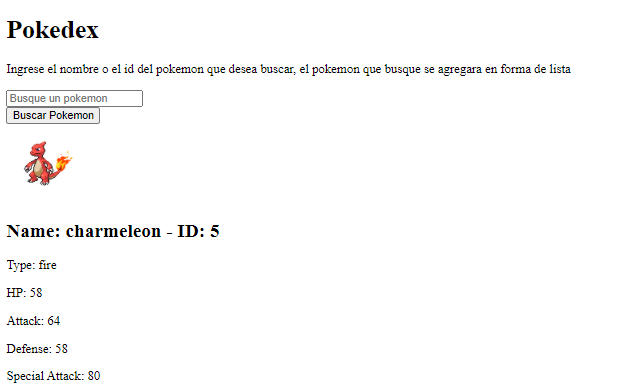 Pokedex
Ingrese el nombre o el id del pokemon que desea buscar, el pokemon que busque se agregara en forma de lista
Busque un pokemon
Buscar Pokemon
Name: charmeleon - ID: 5
Type: fire
HP: 58
Attack: 64
Defense: 58
Special Attack: 80